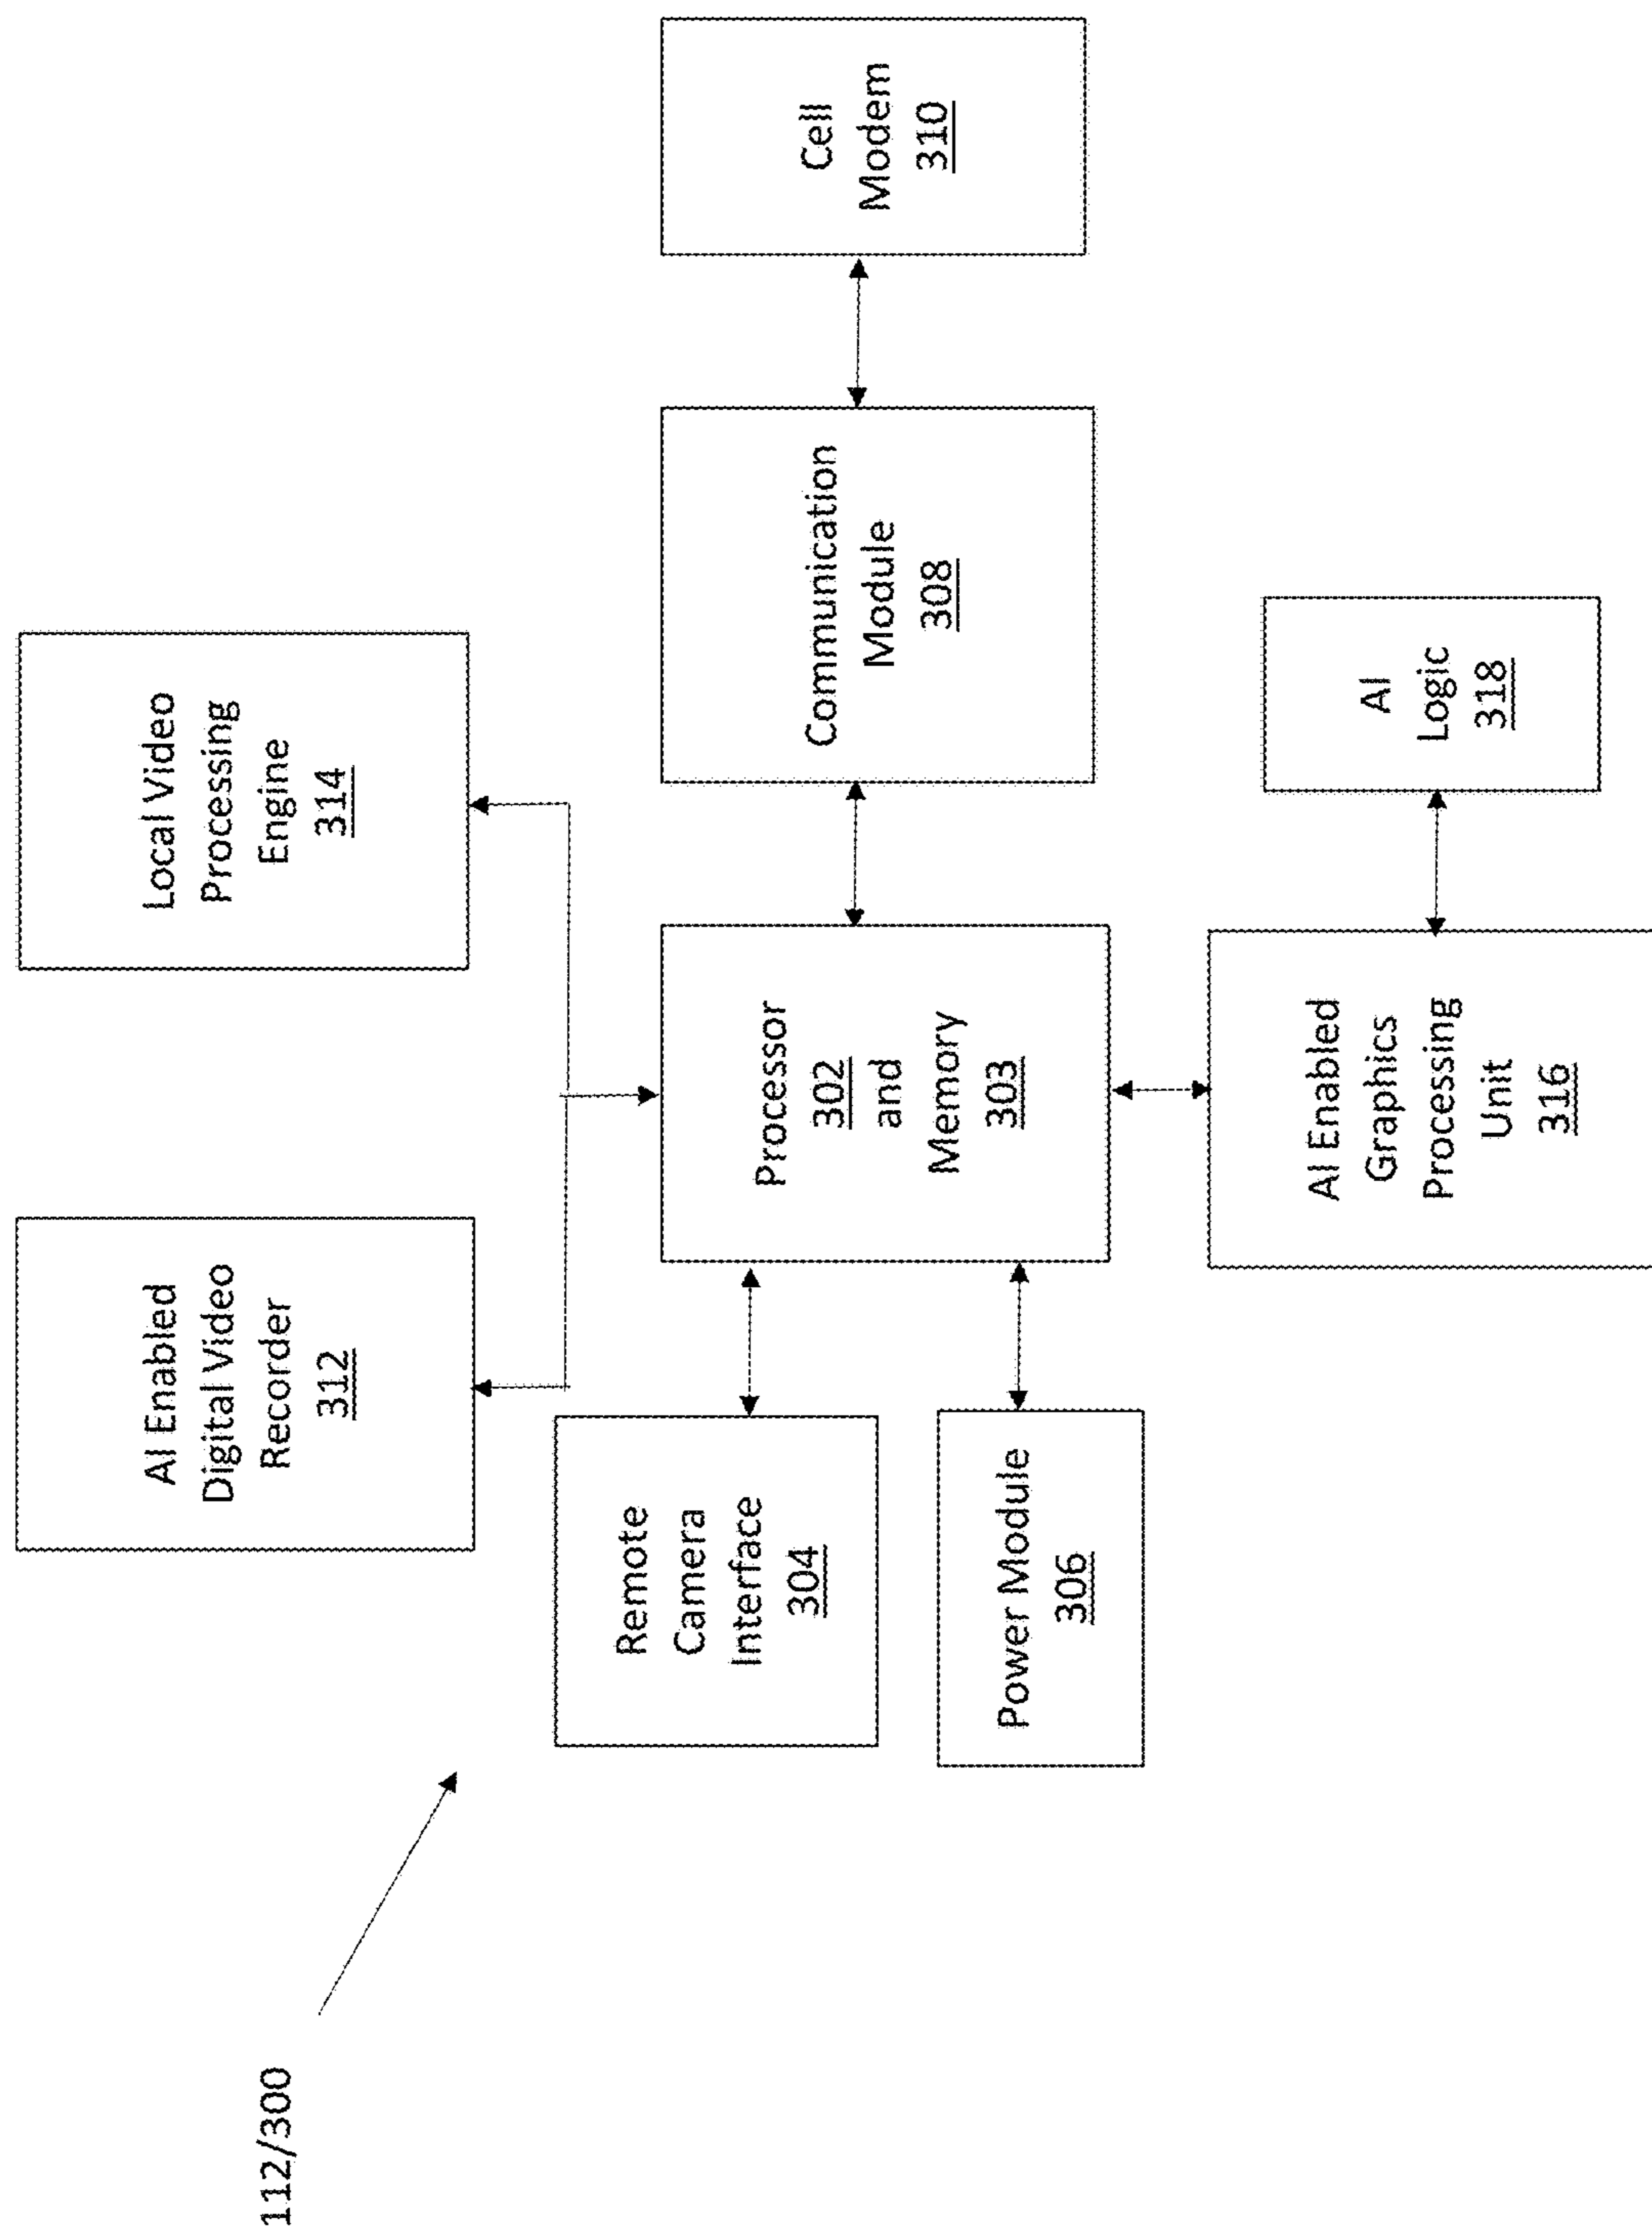 112/300
AI Enabled
Digital Video
Recorder
312
Local Video
Processing
Engine
314
Remote
Camera
Interface
304
Power Module
306
Processor
302
and
Memory
303
Communication
Module
308
Cell
Modem
310
AI Enabled
Graphics
Processing
Unit
316
AI
Logic
318